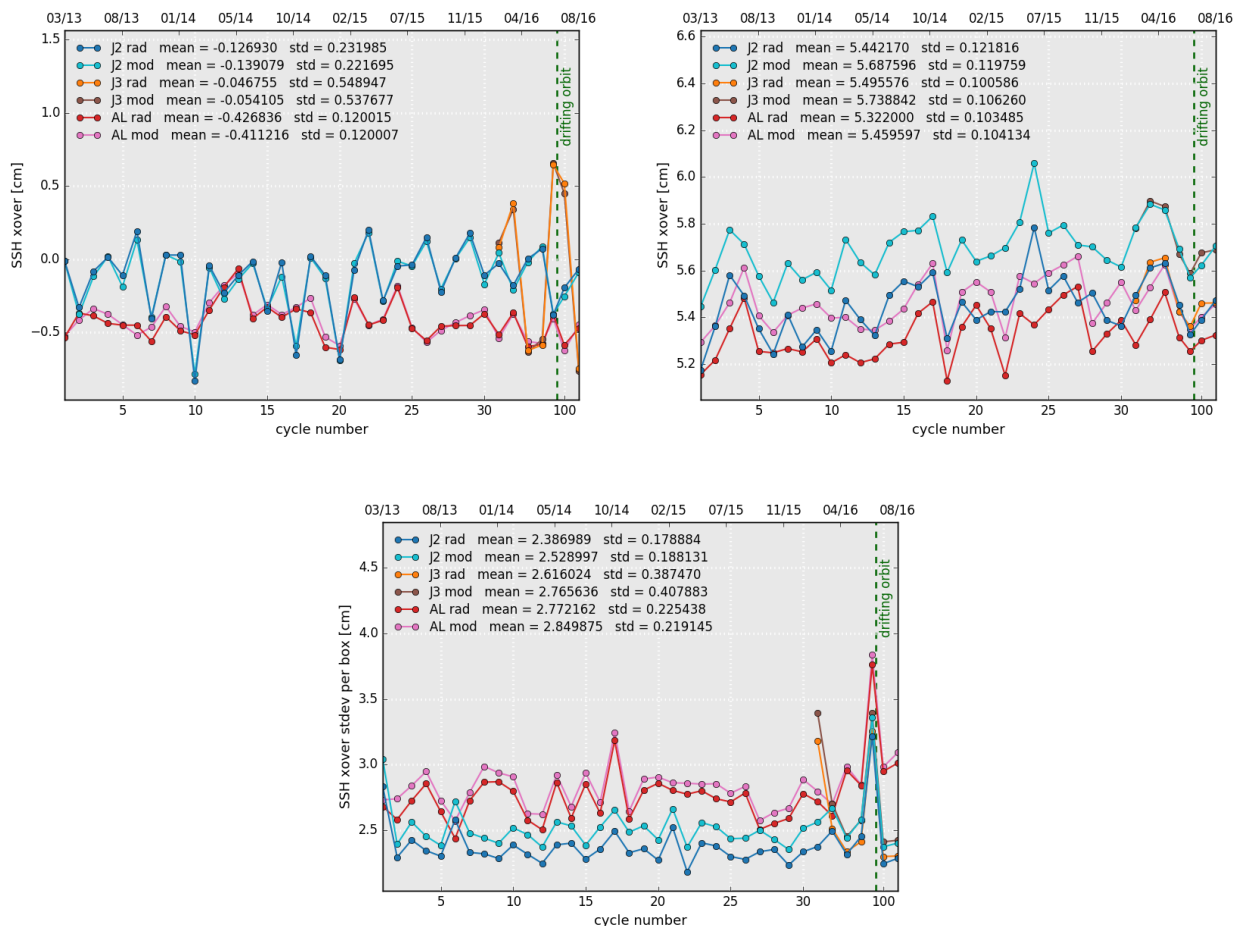 03/13 08/13 01/14 05/14 10/14 02/15 07/15 11/15 04/16 08/16
1.5
1.0
0.5
0.0
−0.5
SSH xover [cm]
J2 rad mean = -0.126930 std = 0.231985
J2 mod mean = -0.139079 std = 0.221695
J3 rad mean = -0.046755 std = 0.548947
J3 mod mean = -0.054105 std = 0.537677
AL rad mean = -0.426836 std = 0.120015
AL mod mean = -0.411216 std = 0.120007
drifting orbit
5 10 15 20 25 30 100
cycle number
03/13 08/13 01/14 05/14 10/14 02/15 07/15 11/15 04/16 08/16
6.6
6.4
6.2
6.0
5.8
5.6
5.4
5.2
SSH xover [cm]
J2 rad mean = 5.442170 std = 0.121816
J2 mod mean = 5.687596 std = 0.119759
J3 rad mean = 5.495576 std = 0.100586
J3 mod mean = 5.738842 std = 0.106260
AL rad mean = 5.322000 std = 0.103485
AL mod mean = 5.459597 std = 0.104134
drifting orbit
5 10 15 20 25 30 100
cycle number
03/13 08/13 01/14 05/14 10/14 02/15 07/15 11/15 04/16 08/16
4.5
4.0
3.5
3.0
2.5
SSH xover stdev per box [cm]
J2 rad mean = 2.386989 std = 0.178884
J2 mod mean = 2.528997 std = 0.188131
J3 rad mean = 2.616024 std = 0.387470
J3 mod mean = 2.765636 std = 0.407883
AL rad mean = 2.772162 std = 0.225438
AL mod mean = 2.849875 std = 0.219145
drifting orbit
5 10 15 20 25 30 100
cycle number